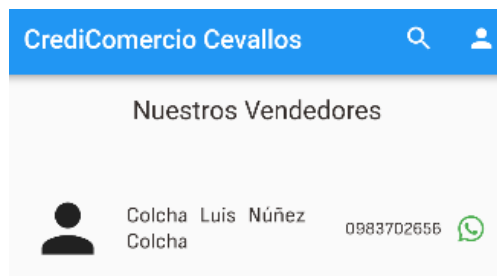 CrediComercio Cevallos
Nuestros Vendedores
Colcha Luis Núñez
Colcha
0983702656